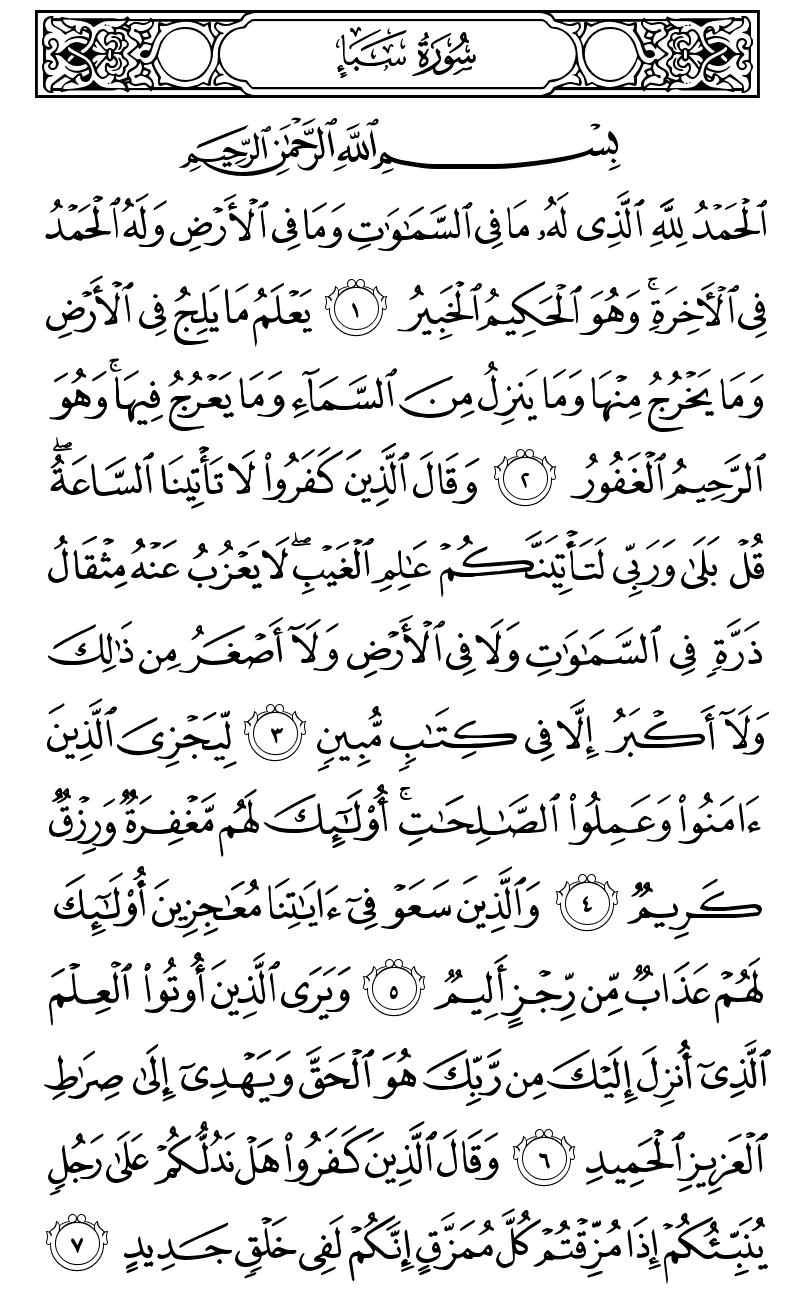 سُورَةُ سَبَإٍ
بِسْمِ ٱللَّهِ ٱلرَّحْمَٰنِ ٱلرَّحِيمِ
ٱلْحَمْدُ لِلَّهِ ٱلَّذِى لَهُۥ مَا فِى ٱلسَّمَٰوَٰتِ وَمَا فِى ٱلْأَرْضِ وَلَهُ ٱلْحَمْدُ
فِى ٱلْءَاخِرَةِ ۚ وَهُوَ ٱلْحَكِيمُ ٱلْخَبِيرُ ١ يَعْلَمُ مَا يَلِجُ فِى ٱلْأَرْضِ
وَمَا يَخْرُجُ مِنْهَا وَمَا يَنزِلُ مِنَ ٱلسَّمَآءِ وَمَا يَعْرُجُ فِيهَا ۚ وَهُوَ
ٱلرَّحِيمُ ٱلْغَفُورُ ٢ وَقَالَ ٱلَّذِينَ كَفَرُوا۟ لَا تَأْتِينَا ٱلسَّاعَةُ ۖ
قُلْ بَلَىٰ وَرَبِّى لَتَأْتِيَنَّكُمْ عَٰلِمِ ٱلْغَيْبِ ۖ لَا يَعْزُبُ عَنْهُ مِثْقَالُ
ذَرَّةٍ فِى ٱلسَّمَٰوَٰتِ وَلَا فِى ٱلْأَرْضِ وَلَآ أَصْغَرُ مِن ذَٰلِكَ
وَلَآ أَكْبَرُ إِلَّا فِى كِتَٰبٍ مُّبِينٍ ٣ لِّيَجْزِىَ ٱلَّذِينَ
ءَامَنُوا۟ وَعَمِلُوا۟ ٱلصَّٰلِحَٰتِ ۚ أُو۟لَٰٓئِكَ لَهُم مَّغْفِرَةٌ وَرِزْقٌ
كَرِيمٌ ٤ وَٱلَّذِينَ سَعَوْ فِىٓ ءَايَٰتِنَا مُعَٰجِزِينَ أُو۟لَٰٓئِكَ
لَهُمْ عَذَابٌ مِّن رِّجْزٍ أَلِيمٌ ٥ وَيَرَى ٱلَّذِينَ أُوتُوا۟ ٱلْعِلْمَ
ٱلَّذِىٓ أُنزِلَ إِلَيْكَ مِن رَّبِّكَ هُوَ ٱلْحَقَّ وَيَهْدِىٓ إِلَىٰ صِرَٰطِ
ٱلْعَزِيزِ ٱلْحَمِيدِ ٦ وَقَالَ ٱلَّذِينَ كَفَرُوا۟ هَلْ نَدُلُّكُمْ عَلَىٰ رَجُلٍ
يُنَبِّئُكُمْ إِذَا مُزِّقْتُمْ كُلَّ مُمَزَّقٍ إِنَّكُمْ لَفِى خَلْقٍ جَدِيدٍ ٧